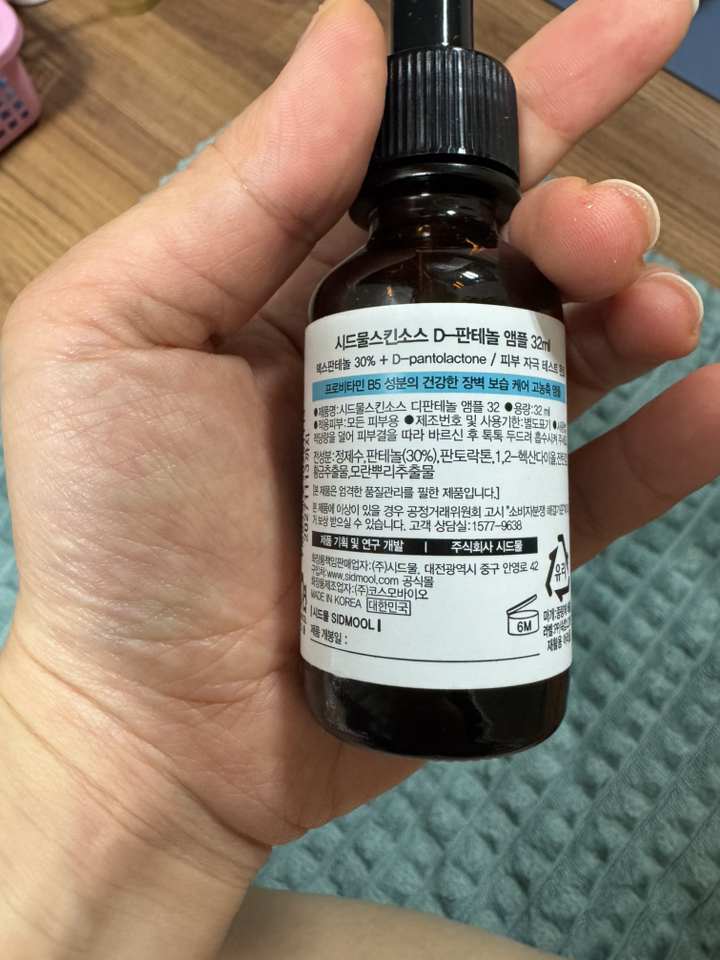 시드물스킨소스 D-판테놀 앰플 32ml
덱스판테놀 30% + D-pantolactone / 피부 자극 테스트 완료
프로비타민 B5 성분의 건강한 장벽 보습 케어 고농축 앰플
●제품명:시드물스킨소스 디판테놀 앰플 32 ●용량:32 ml
●적용피부:모든 피부용 ●제조번호 및 사용기한:별도표기 ●사용
적당량을 덜어 피부결을 따라 바르신 후 톡톡 두드려 흡수시켜
전성분:정제수,판테놀(30%),판토락톤,1,2-헥산다이올,
황금추출물,모란뿌리추출물
[본 제품은 엄격한 품질관리를 필한 제품입니다.]
본 제품에 이상이 있을 경우 공정거래위원회 고시 "소비자분쟁
거 보상 받으실 수 있습니다. 고객 상담실:1577-9638
제품 기획 및 연구 개발 | 주식회사 시드물
화장품책임판매업자:(주)시드물, 대전광역시 중구 안영로 42
구입처:www.sidmool.com 공식몰
화장품제조업자:(주)코스모바이오
MADE IN KOREA 대한민국
|시드물 SIDMOOL|
제품 개봉일 :
6M
유리
20271113까지